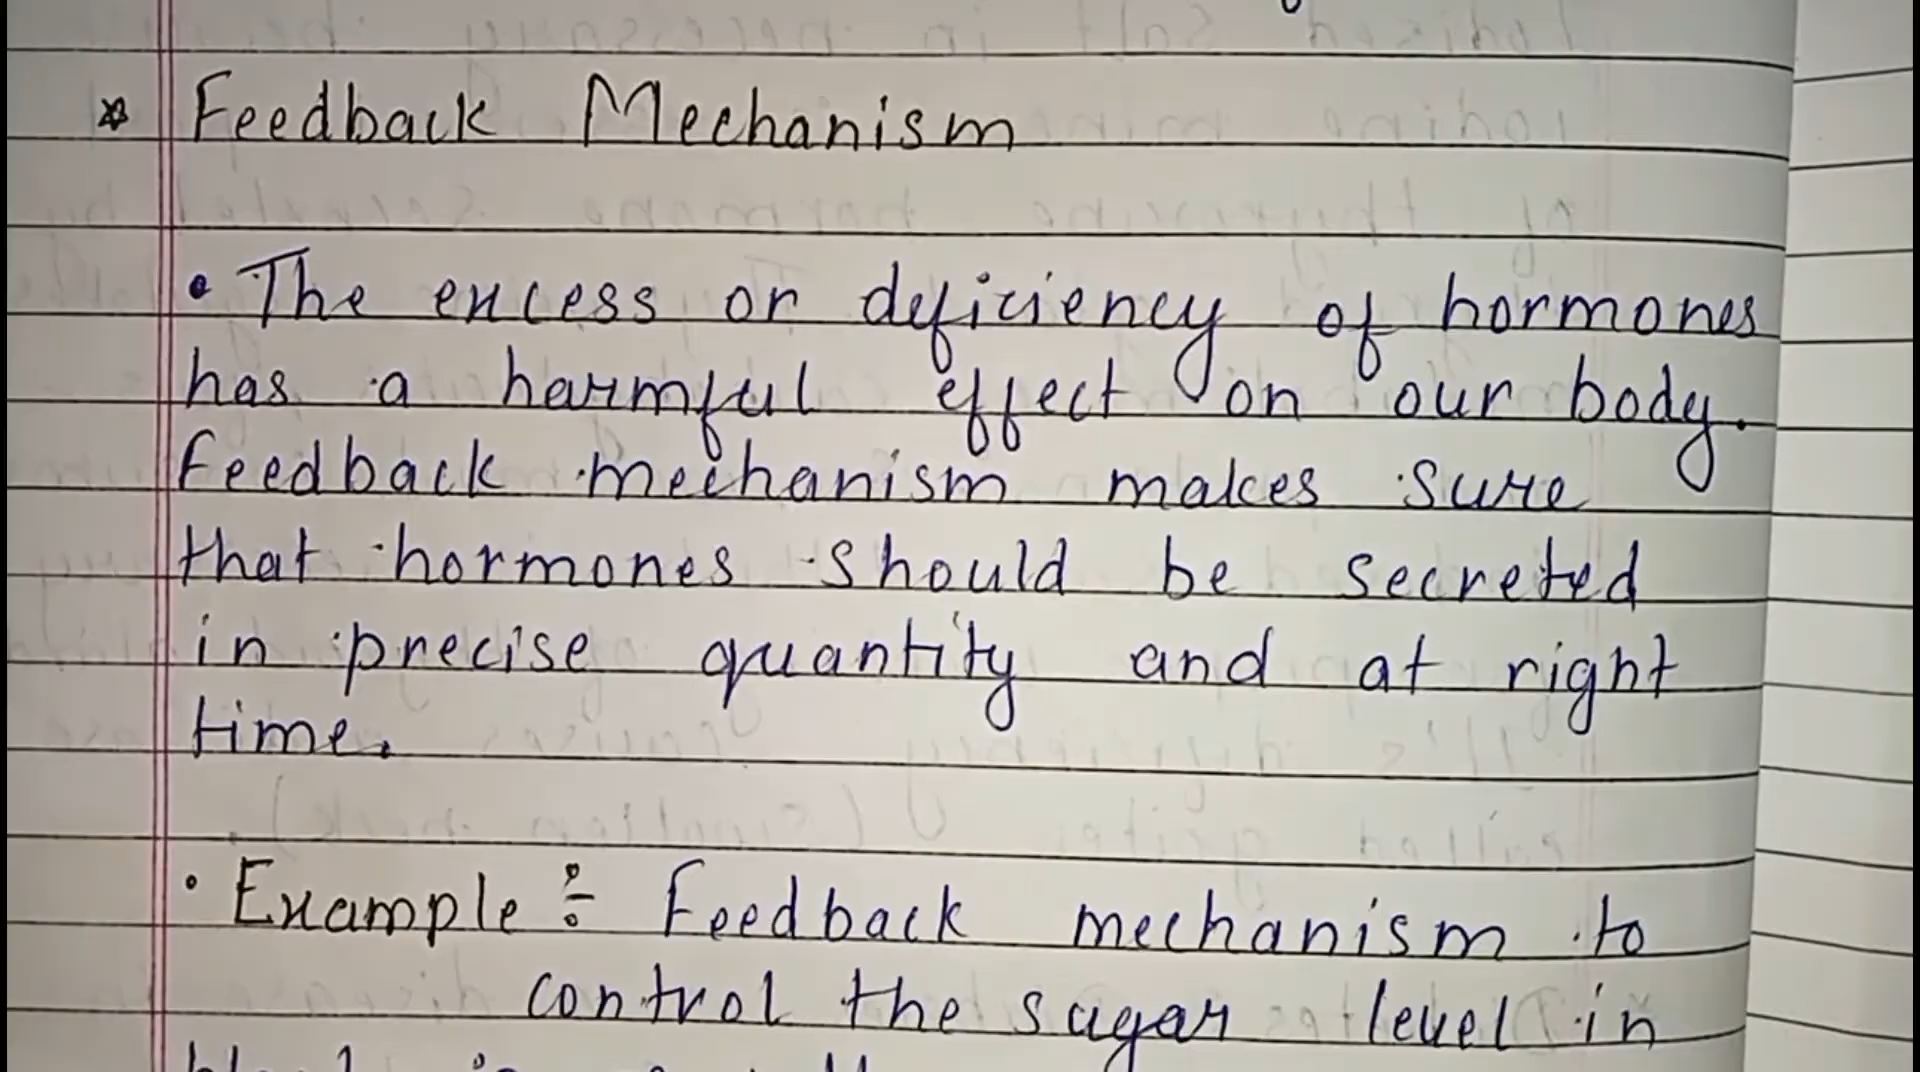 * Feedback Mechanism
• The excess or deficiency of hormones
has a harmful effect on our body.
Feedback mechanism makes sure
that hormones should be secreted
in precise quantity and at right
time.
• Example ÷ Feedback mechanism to
control the sugar level in